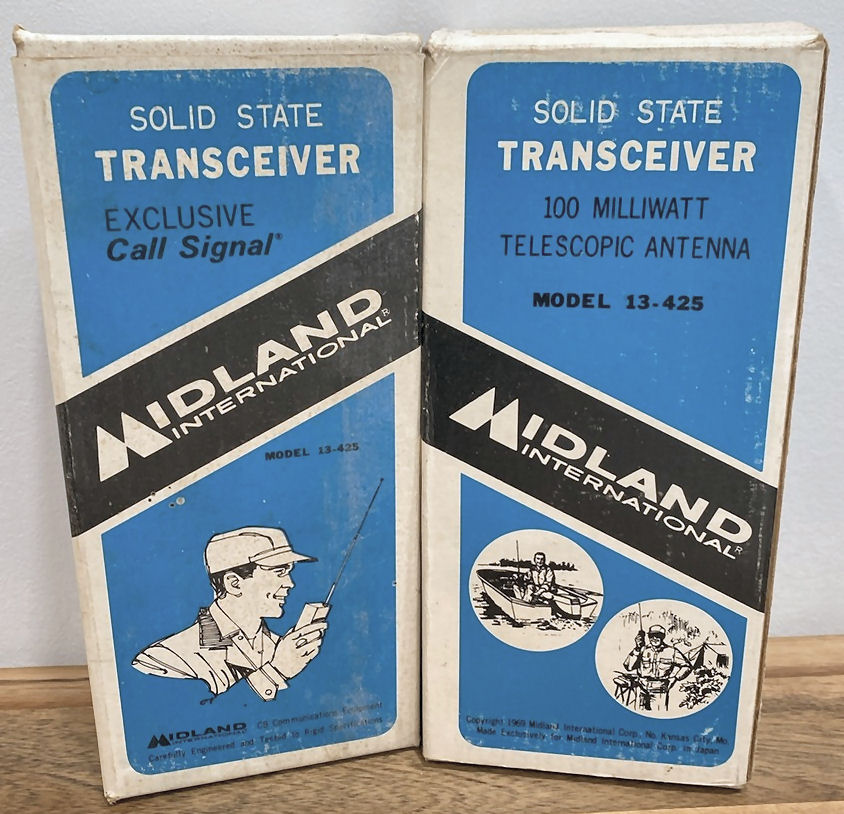 SOLID STATE
TRANSCEIVER
EXCLUSIVE
Call Signal®
MIDLAND
INTERNATIONAL®
MODEL 13-425
MIDLAND
INTERNATIONAL
CB Communications Equipment
Carefully Engineered and Tested to Rigid Specifications
SOLID STATE
TRANSCEIVER
100 MILLIWATT
TELESCOPIC ANTENNA
MODEL 13-425
MIDLAND
INTERNATIONAL®
Copyright 1969 Midland International Corp. No. Kansas City, Mo.
Made Exclusively for Midland International Corp. in Japan